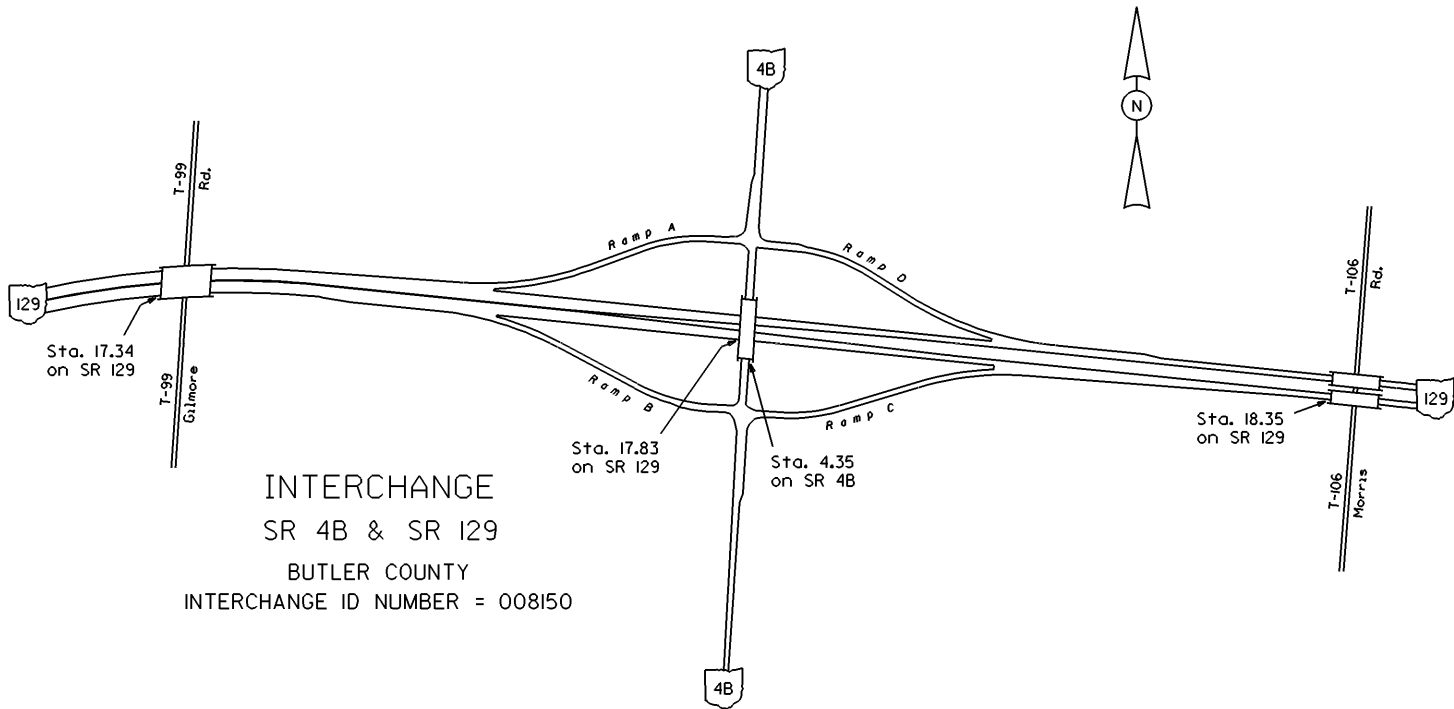 4B
N
T-99
Rd.
Ramp A
Ramp D
T-106
Rd.
129
Sta. 17.34
on SR 129
T-99
Gilmore
Ramp B
Ramp C
129
Sta. 17.83
on SR 129
Sta. 4.35
on SR 4B
Sta. 18.35
on SR 129
T-106
Morris
INTERCHANGE
SR 4B & SR 129
BUTLER COUNTY
INTERCHANGE ID NUMBER = 008150
4B